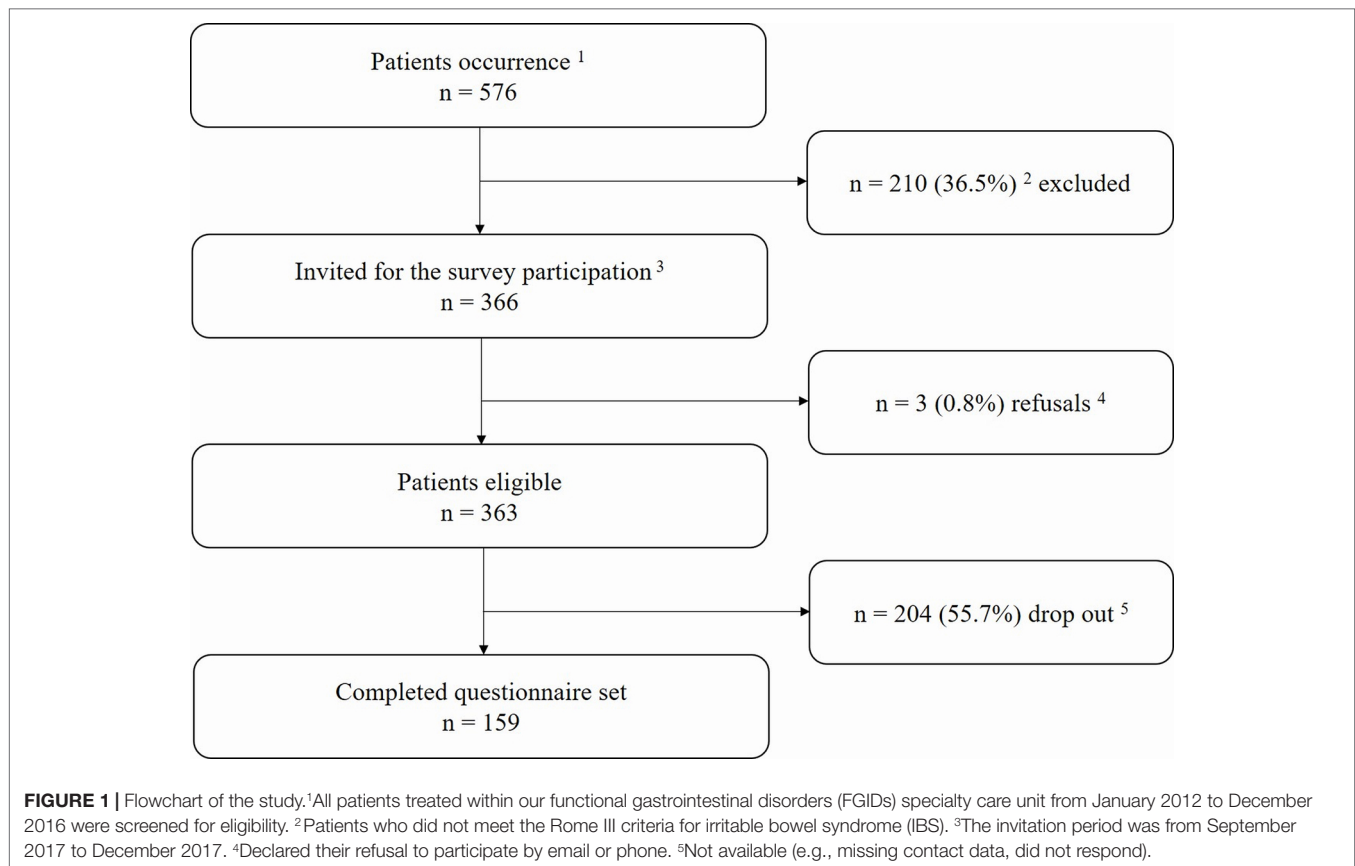 Patients occurrence 1
n = 576
n = 210 (36.5%) 2 excluded
Invited for the survey participation 3
n = 366
n = 3 (0.8%) refusals 4
Patients eligible
n = 363
n = 204 (55.7%) drop out 5
Completed questionnaire set
n = 159
FIGURE 1 | Flowchart of the study.1All patients treated within our functional gastrointestinal disorders (FGIDs) specialty care unit from January 2012 to December
2016 were screened for eligibility. 2Patients who did not meet the Rome III criteria for irritable bowel syndrome (IBS). 3The invitation period was from September
2017 to December 2017. 4Declared their refusal to participate by email or phone. 5Not available (e.g., missing contact data, did not respond).